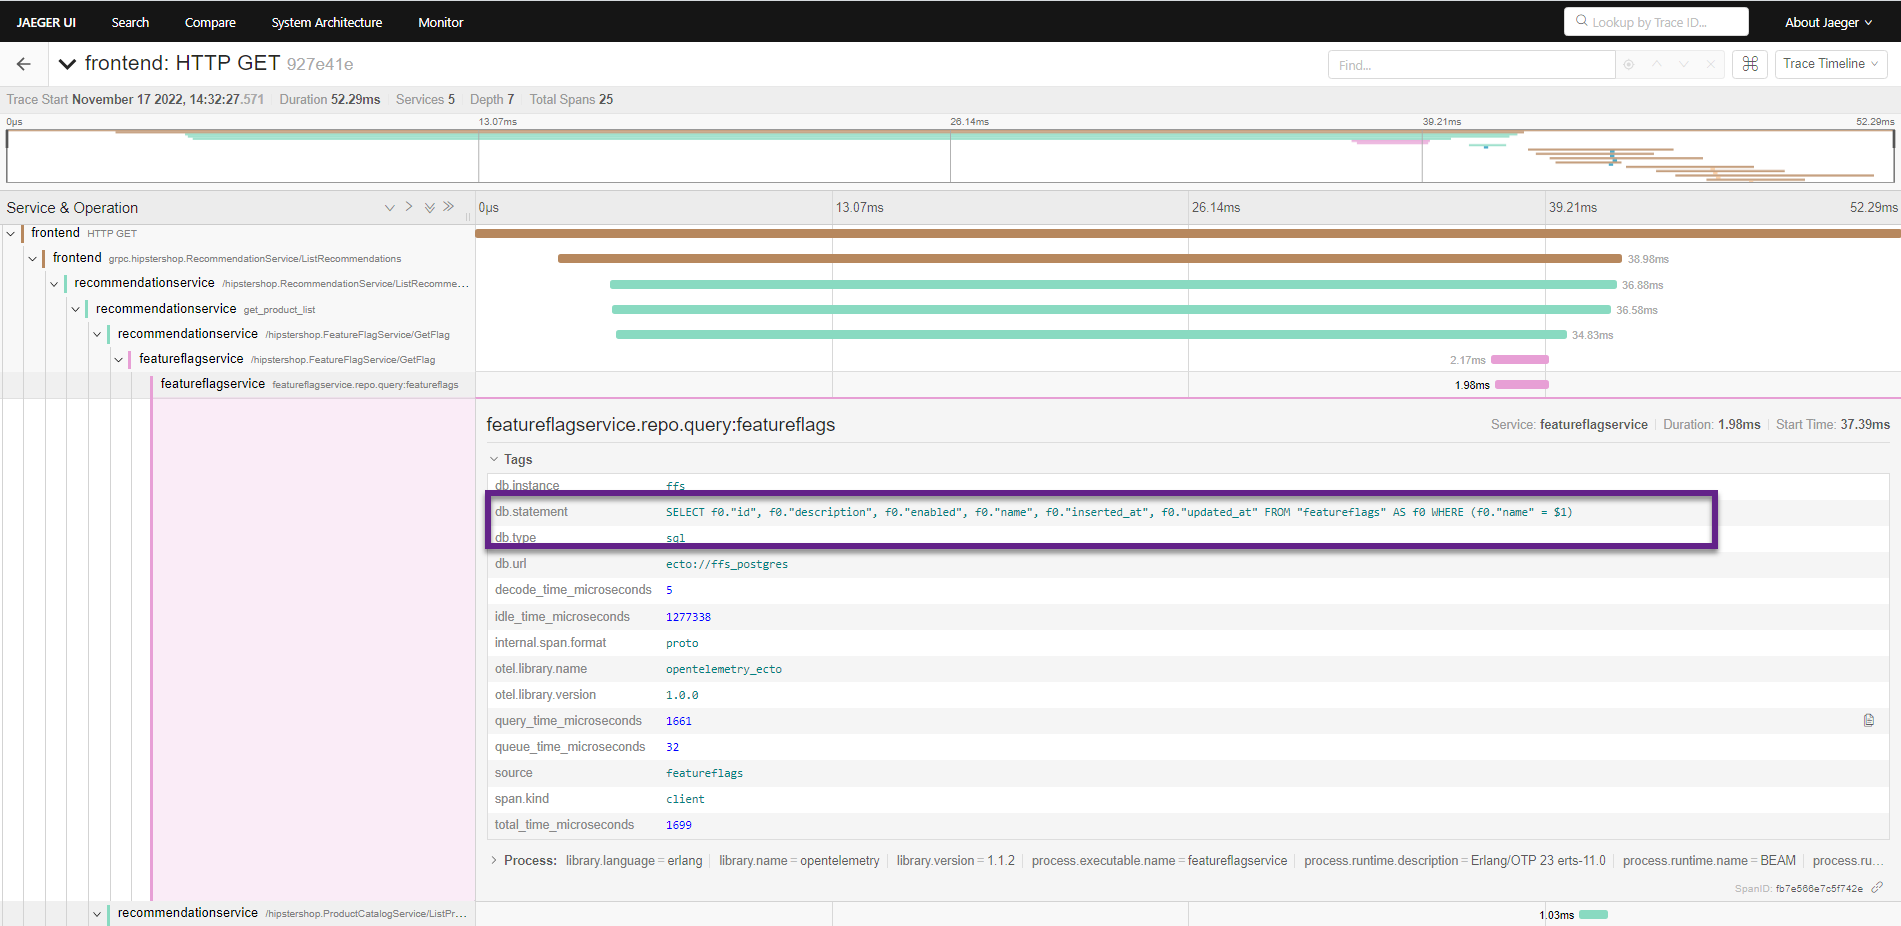 JAEGER UI Search Compare System Architecture Monitor Lookup by Trace ID... About Jaeger
frontend: HTTP GET 927e41e Find... Trace Timeline
Trace Start November 17 2022, 14:32:27.571 Duration 52.29ms Services 5 Depth 7 Total Spans 25
0μs 13.07ms 26.14ms 39.21ms 52.29ms
Service & Operation 0μs 13.07ms 26.14ms 39.21ms 52.29ms
frontend HTTP GET
frontend grpc.hipstershop.RecommendationService/ListRecommendations 38.98ms
recommendationservice /hipstershop.RecommendationService/ListRecomme... 36.88ms
recommendationservice get_product_list 36.58ms
recommendationservice /hipstershop.FeatureFlagService/GetFlag 34.83ms
featureflagservice /hipstershop.FeatureFlagService/GetFlag 2.17ms
featureflagservice featureflagservice.repo.query:featureflags 1.98ms
featureflagservice.repo.query:featureflags Service: featureflagservice Duration: 1.98ms Start Time: 37.39ms
Tags
db.instance ffs
db.statement SELECT f0."id", f0."description", f0."enabled", f0."name", f0."inserted_at", f0."updated_at" FROM "featureflags" AS f0 WHERE (f0."name" = $1)
db.type sql
db.url ecto://ffs_postgres
decode_time_microseconds 5
idle_time_microseconds 1277338
internal.span.format proto
otel.library.name opentelemetry_ecto
otel.library.version 1.0.0
query_time_microseconds 1661
queue_time_microseconds 32
source featureflags
span.kind client
total_time_microseconds 1699
Process: library.language = erlang library.name = opentelemetry library.version = 1.1.2 process.executable.name = featureflagservice process.runtime.description = Erlang/OTP 23 erts-11.0 process.runtime.name = BEAM process.ru...
SpanID: fb7e566e7c5f742e
recommendationservice /hipstershop.ProductCatalogService/ListPr... 1.03ms